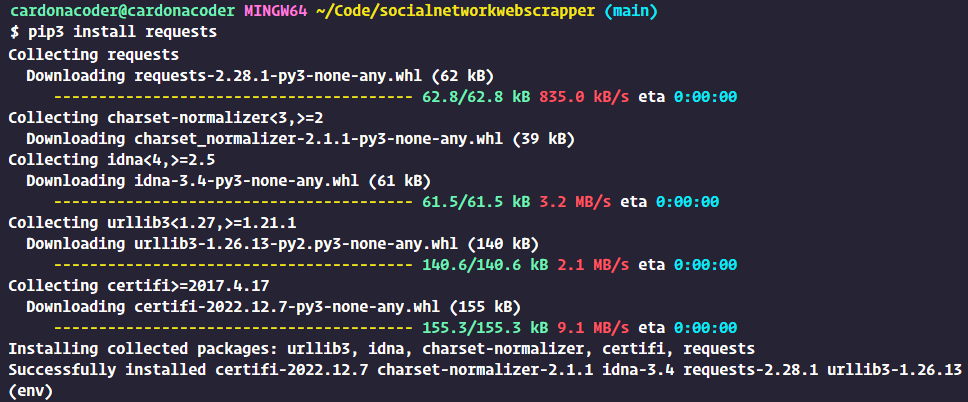 cardonacoder@cardonacoder MINGW64 ~/Code/socialnetworkwebscrapper (main)
$ pip3 install requests
Collecting requests
  Downloading requests-2.28.1-py3-none-any.whl (62 kB)
     ---------------------------------------- 62.8/62.8 kB 835.0 kB/s eta 0:00:00
Collecting charset-normalizer<3,>=2
  Downloading charset_normalizer-2.1.1-py3-none-any.whl (39 kB)
Collecting idna<4,>=2.5
  Downloading idna-3.4-py3-none-any.whl (61 kB)
     ---------------------------------------- 61.5/61.5 kB 3.2 MB/s eta 0:00:00
Collecting urllib3<1.27,>=1.21.1
  Downloading urllib3-1.26.13-py2.py3-none-any.whl (140 kB)
     ---------------------------------------- 140.6/140.6 kB 2.1 MB/s eta 0:00:00
Collecting certifi>=2017.4.17
  Downloading certifi-2022.12.7-py3-none-any.whl (155 kB)
     ---------------------------------------- 155.3/155.3 kB 9.1 MB/s eta 0:00:00
Installing collected packages: urllib3, idna, charset-normalizer, certifi, requests
Successfully installed certifi-2022.12.7 charset-normalizer-2.1.1 idna-3.4 requests-2.28.1 urllib3-1.26.13
(env)